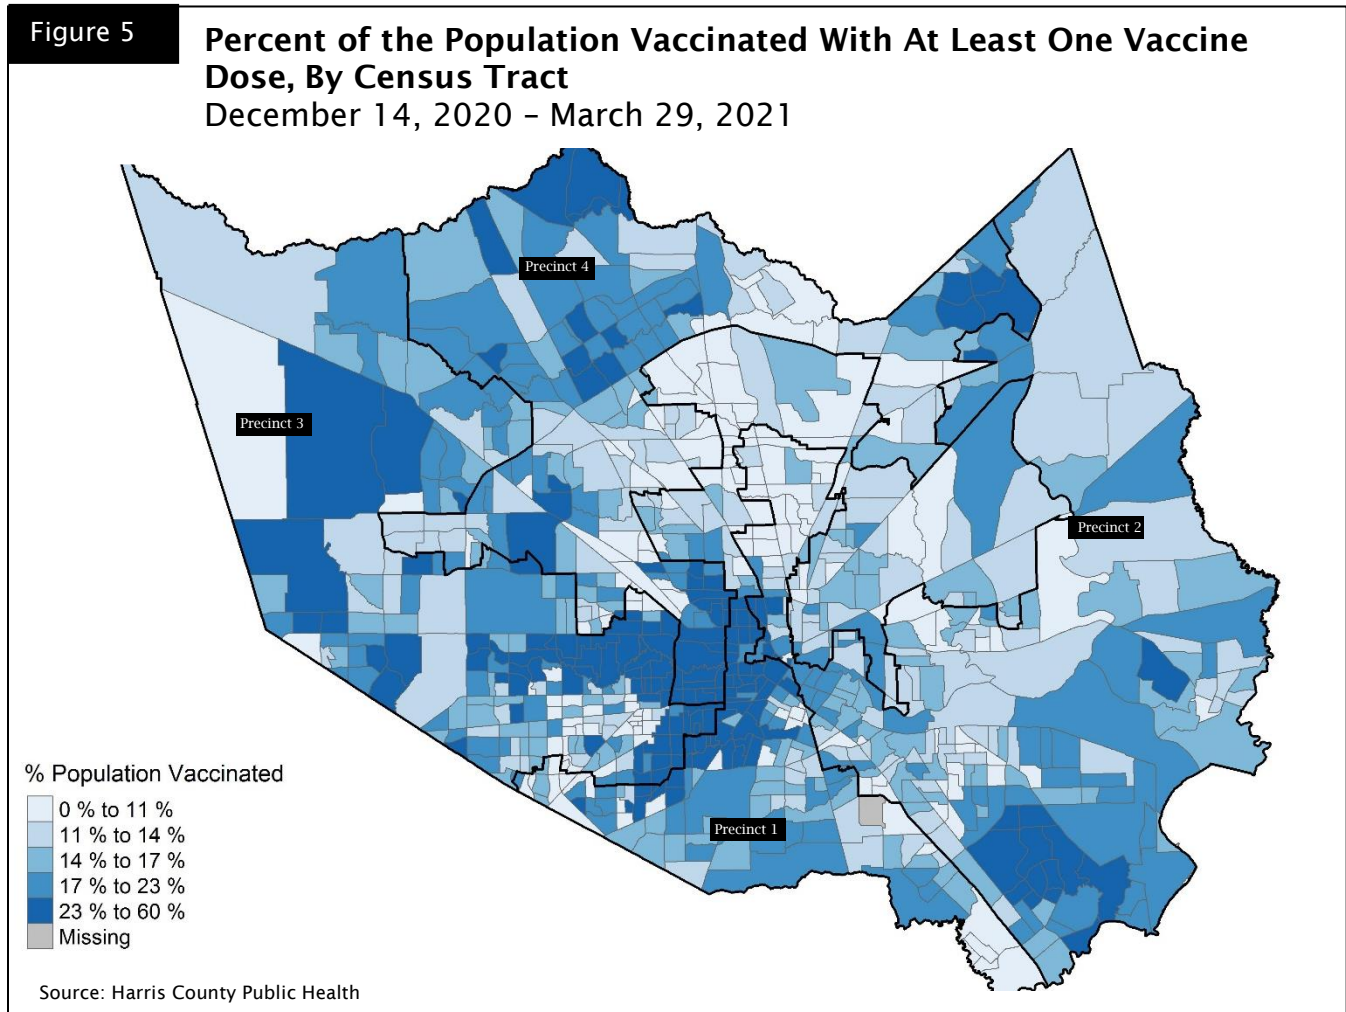 Figure 5
Percent of the Population Vaccinated With At Least One Vaccine
Dose, By Census Tract
December 14, 2020 – March 29, 2021
Precinct 4
Precinct 3
Precinct 2
Precinct 1
% Population Vaccinated
0 % to 11 %
11 % to 14 %
14 % to 17 %
17 % to 23 %
23 % to 60 %
Missing
Source: Harris County Public Health